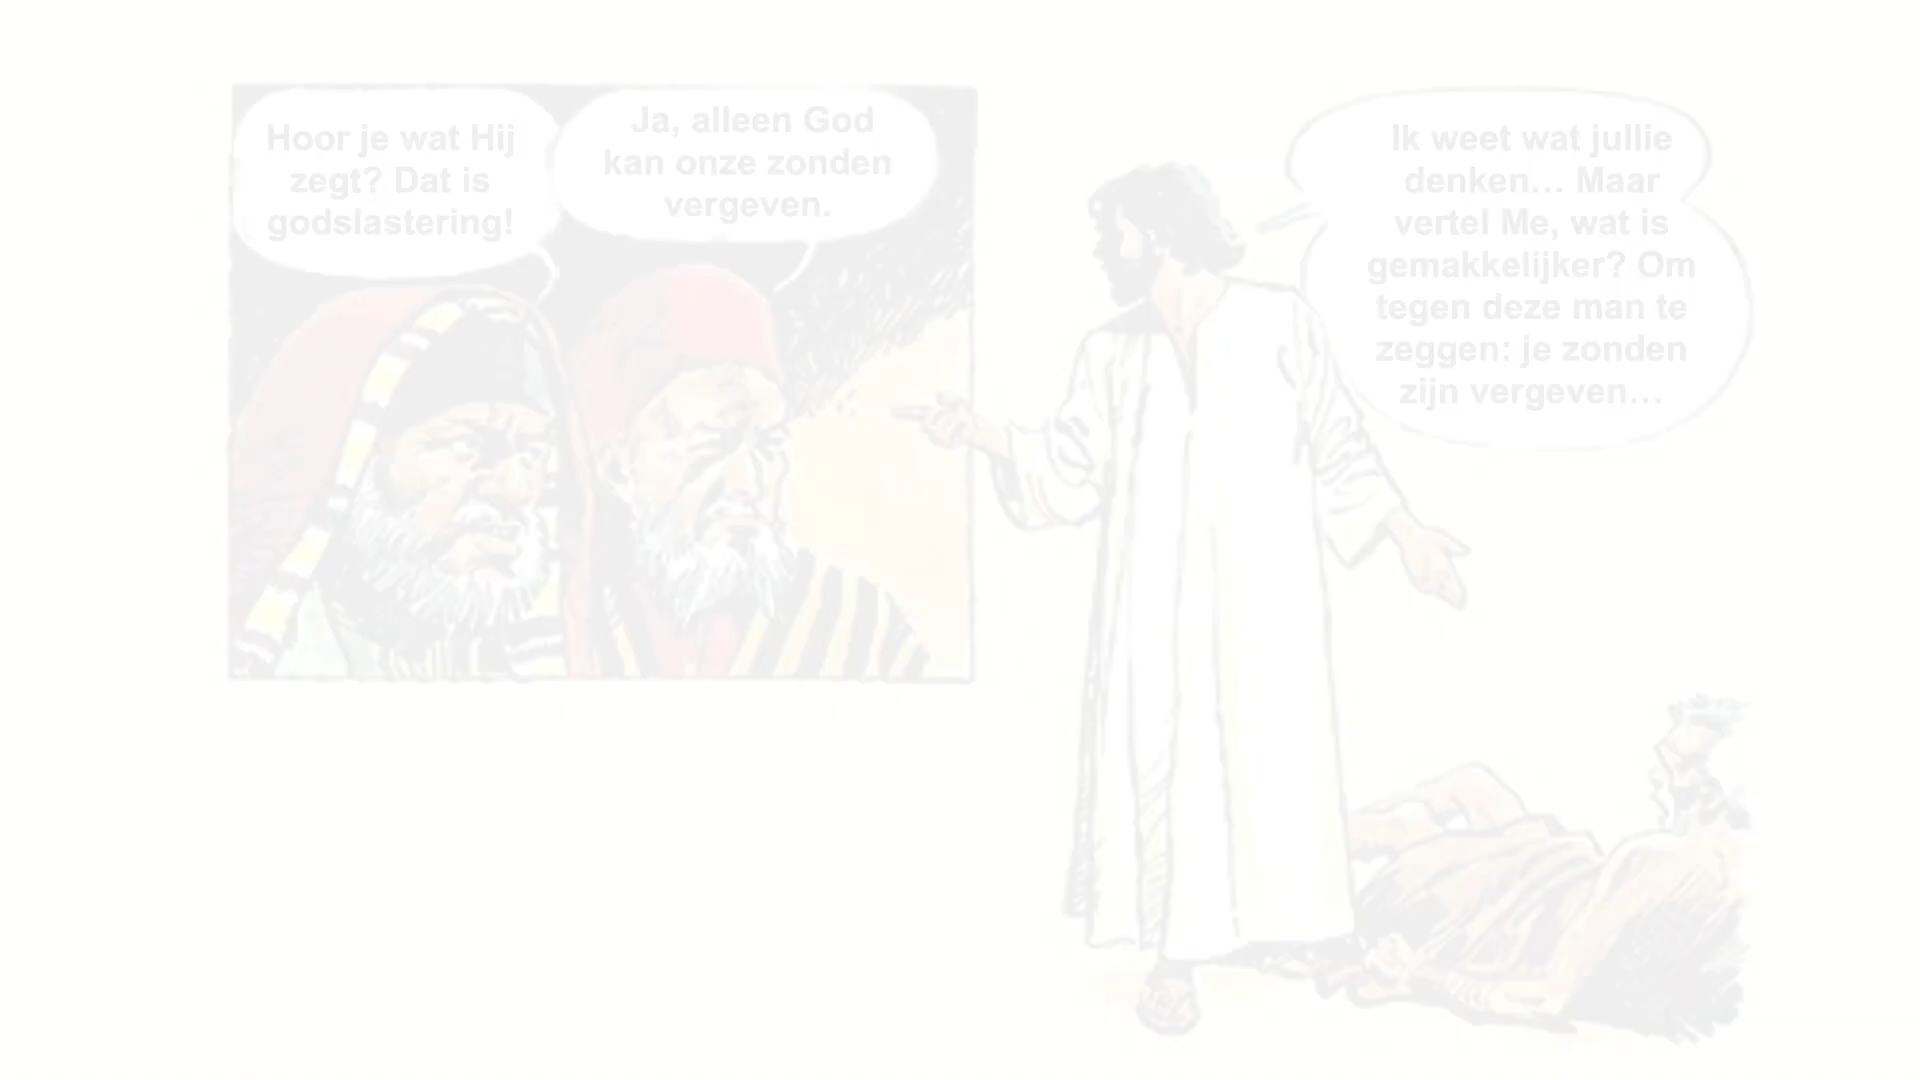 Hoor je wat Hij
zegt? Dat is
godslastering!
Ja, alleen God
kan onze zonden
vergeven.
Ik weet wat jullie
denken… Maar
vertel Me, wat is
gemakkelijker? Om
tegen deze man te
zeggen: je zonden
zijn vergeven…